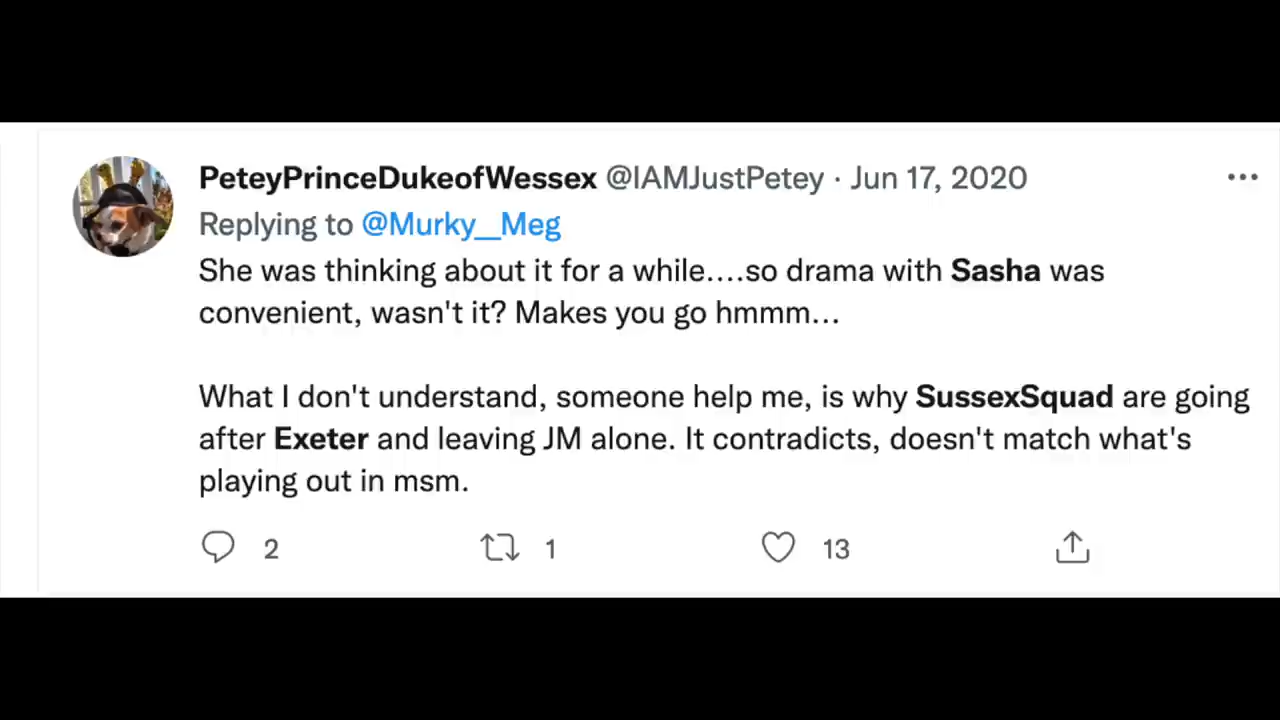 PeteyPrinceDukeofWessex @IAMJustPetey · Jun 17, 2020
Replying to @Murky__Meg
She was thinking about it for a while....so drama with Sasha was
convenient, wasn't it? Makes you go hmmm...
What I don't understand, someone help me, is why SussexSquad are going
after Exeter and leaving JM alone. It contradicts, doesn't match what's
playing out in msm.
2 1 13